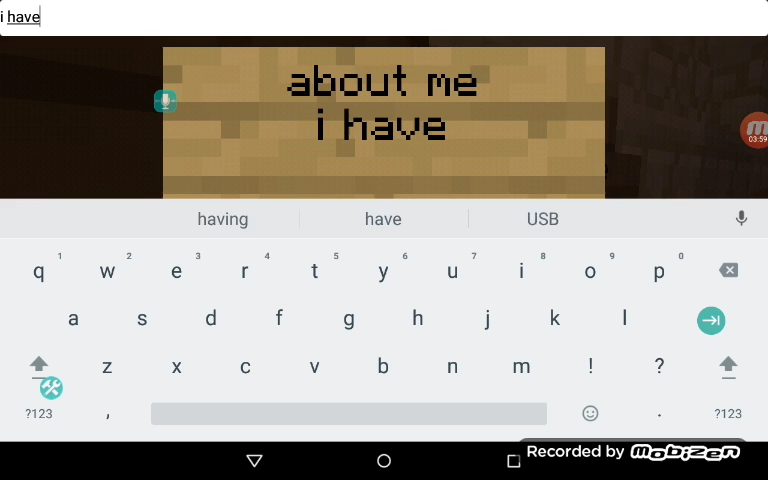 i have
about me
i have
03:59
having have USB
1 2 3 4 5 6 7 8 9 0
q w e r t y u i o p
a s d f g h j k l
z x c v b n m ! ?
?123 , . ?123
Recorded by mobizen